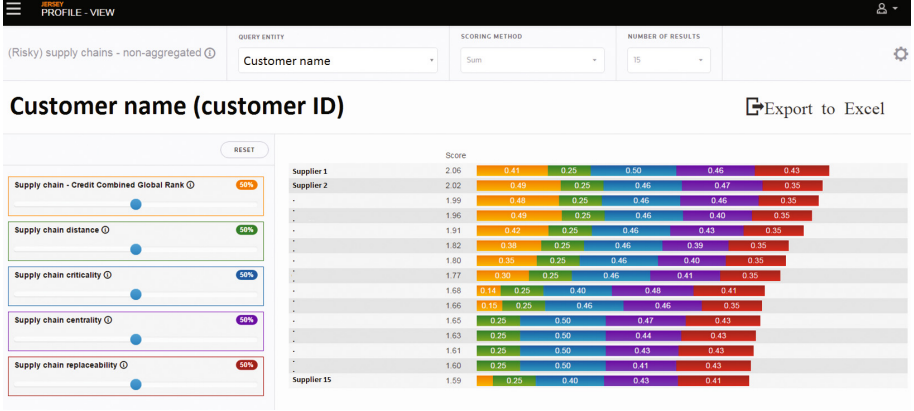 JERSEY
PROFILE - VIEW
(Risky) supply chains - non-aggregated
QUERY ENTITY
Customer name
SCORING METHOD
Sum
NUMBER OF RESULTS
15
Customer name (customer ID)
Export to Excel
RESET
Supply chain - Credit Combined Global Rank 50%
Supply chain distance 50%
Supply chain criticality 50%
Supply chain centrality 50%
Supply chain replaceability 50%
Score
Supplier 1 2.06 0.41 0.25 0.50 0.46 0.43
Supplier 2 2.02 0.49 0.25 0.46 0.47 0.35
1.99 0.48 0.25 0.46 0.46 0.35
1.96 0.49 0.25 0.46 0.40 0.35
1.91 0.42 0.25 0.46 0.43 0.35
1.82 0.38 0.25 0.46 0.39 0.35
1.80 0.35 0.25 0.46 0.40 0.35
1.77 0.30 0.25 0.46 0.41 0.35
1.68 0.14 0.25 0.40 0.48 0.41
1.66 0.15 0.25 0.46 0.46 0.35
1.65 0.25 0.50 0.47 0.43
1.63 0.25 0.50 0.44 0.43
1.61 0.25 0.50 0.43 0.43
1.60 0.25 0.50 0.41 0.43
Supplier 15 1.59 0.25 0.40 0.43 0.41